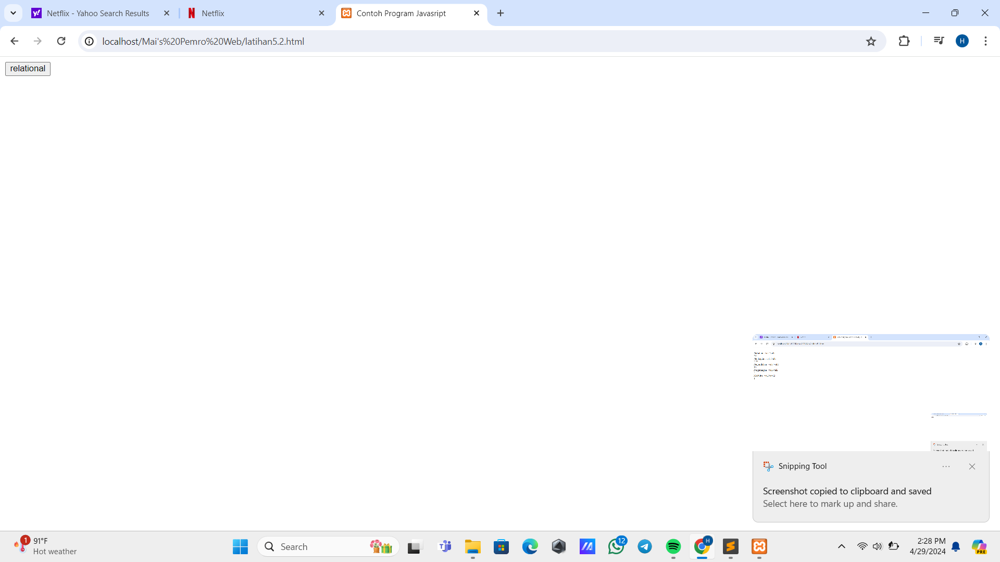 Netflix - Yahoo Search Results
Netflix
Contoh Program Javasript
localhost/Mai's%20Pemro%20Web/latihan5.2.html
H
relational
Snipping Tool
Screenshot copied to clipboard and saved
Select here to mark up and share.
1
91°F
Hot weather
Search
12
H
2:28 PM
4/29/2024
PRE